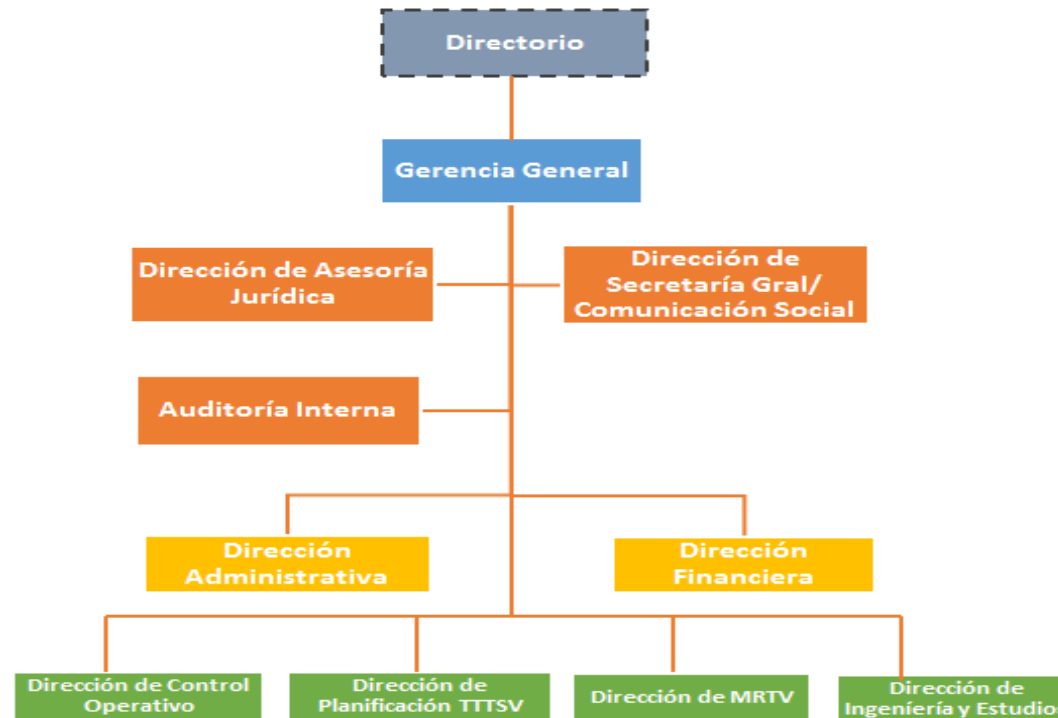 Directorio
Gerencia General
Dirección de Asesoría
Jurídica
Dirección de
Secretaría Gral/
Comunicación Social
Auditoría Interna
Dirección
Administrativa
Dirección
Financiera
Dirección de Control
Operativo
Dirección de
Planificación TTTSV
Dirección de MRTV
Dirección de
Ingeniería y Estudio